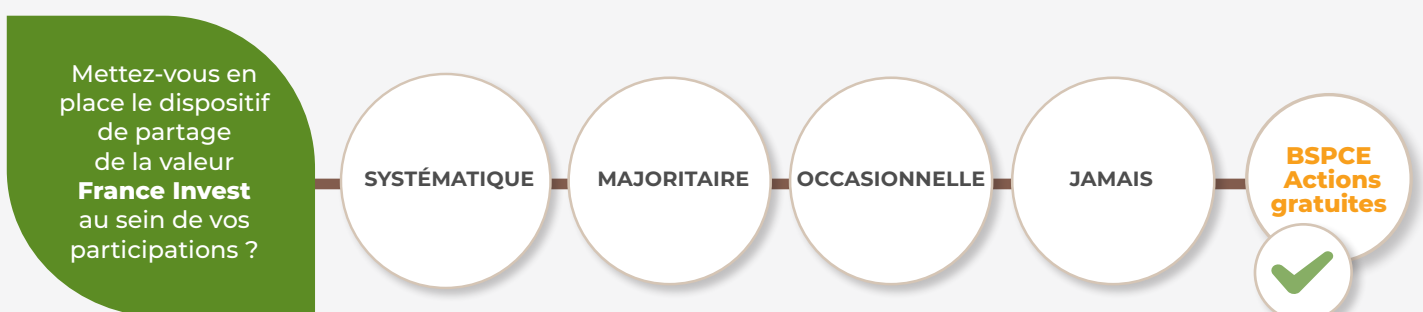 Mettez-vous en
place le dispositif
de partage
de la valeur
France Invest
au sein de vos
participations ?
SYSTÉMATIQUE
MAJORITAIRE
OCCASIONNELLE
JAMAIS
BSPCE
Actions
gratuites